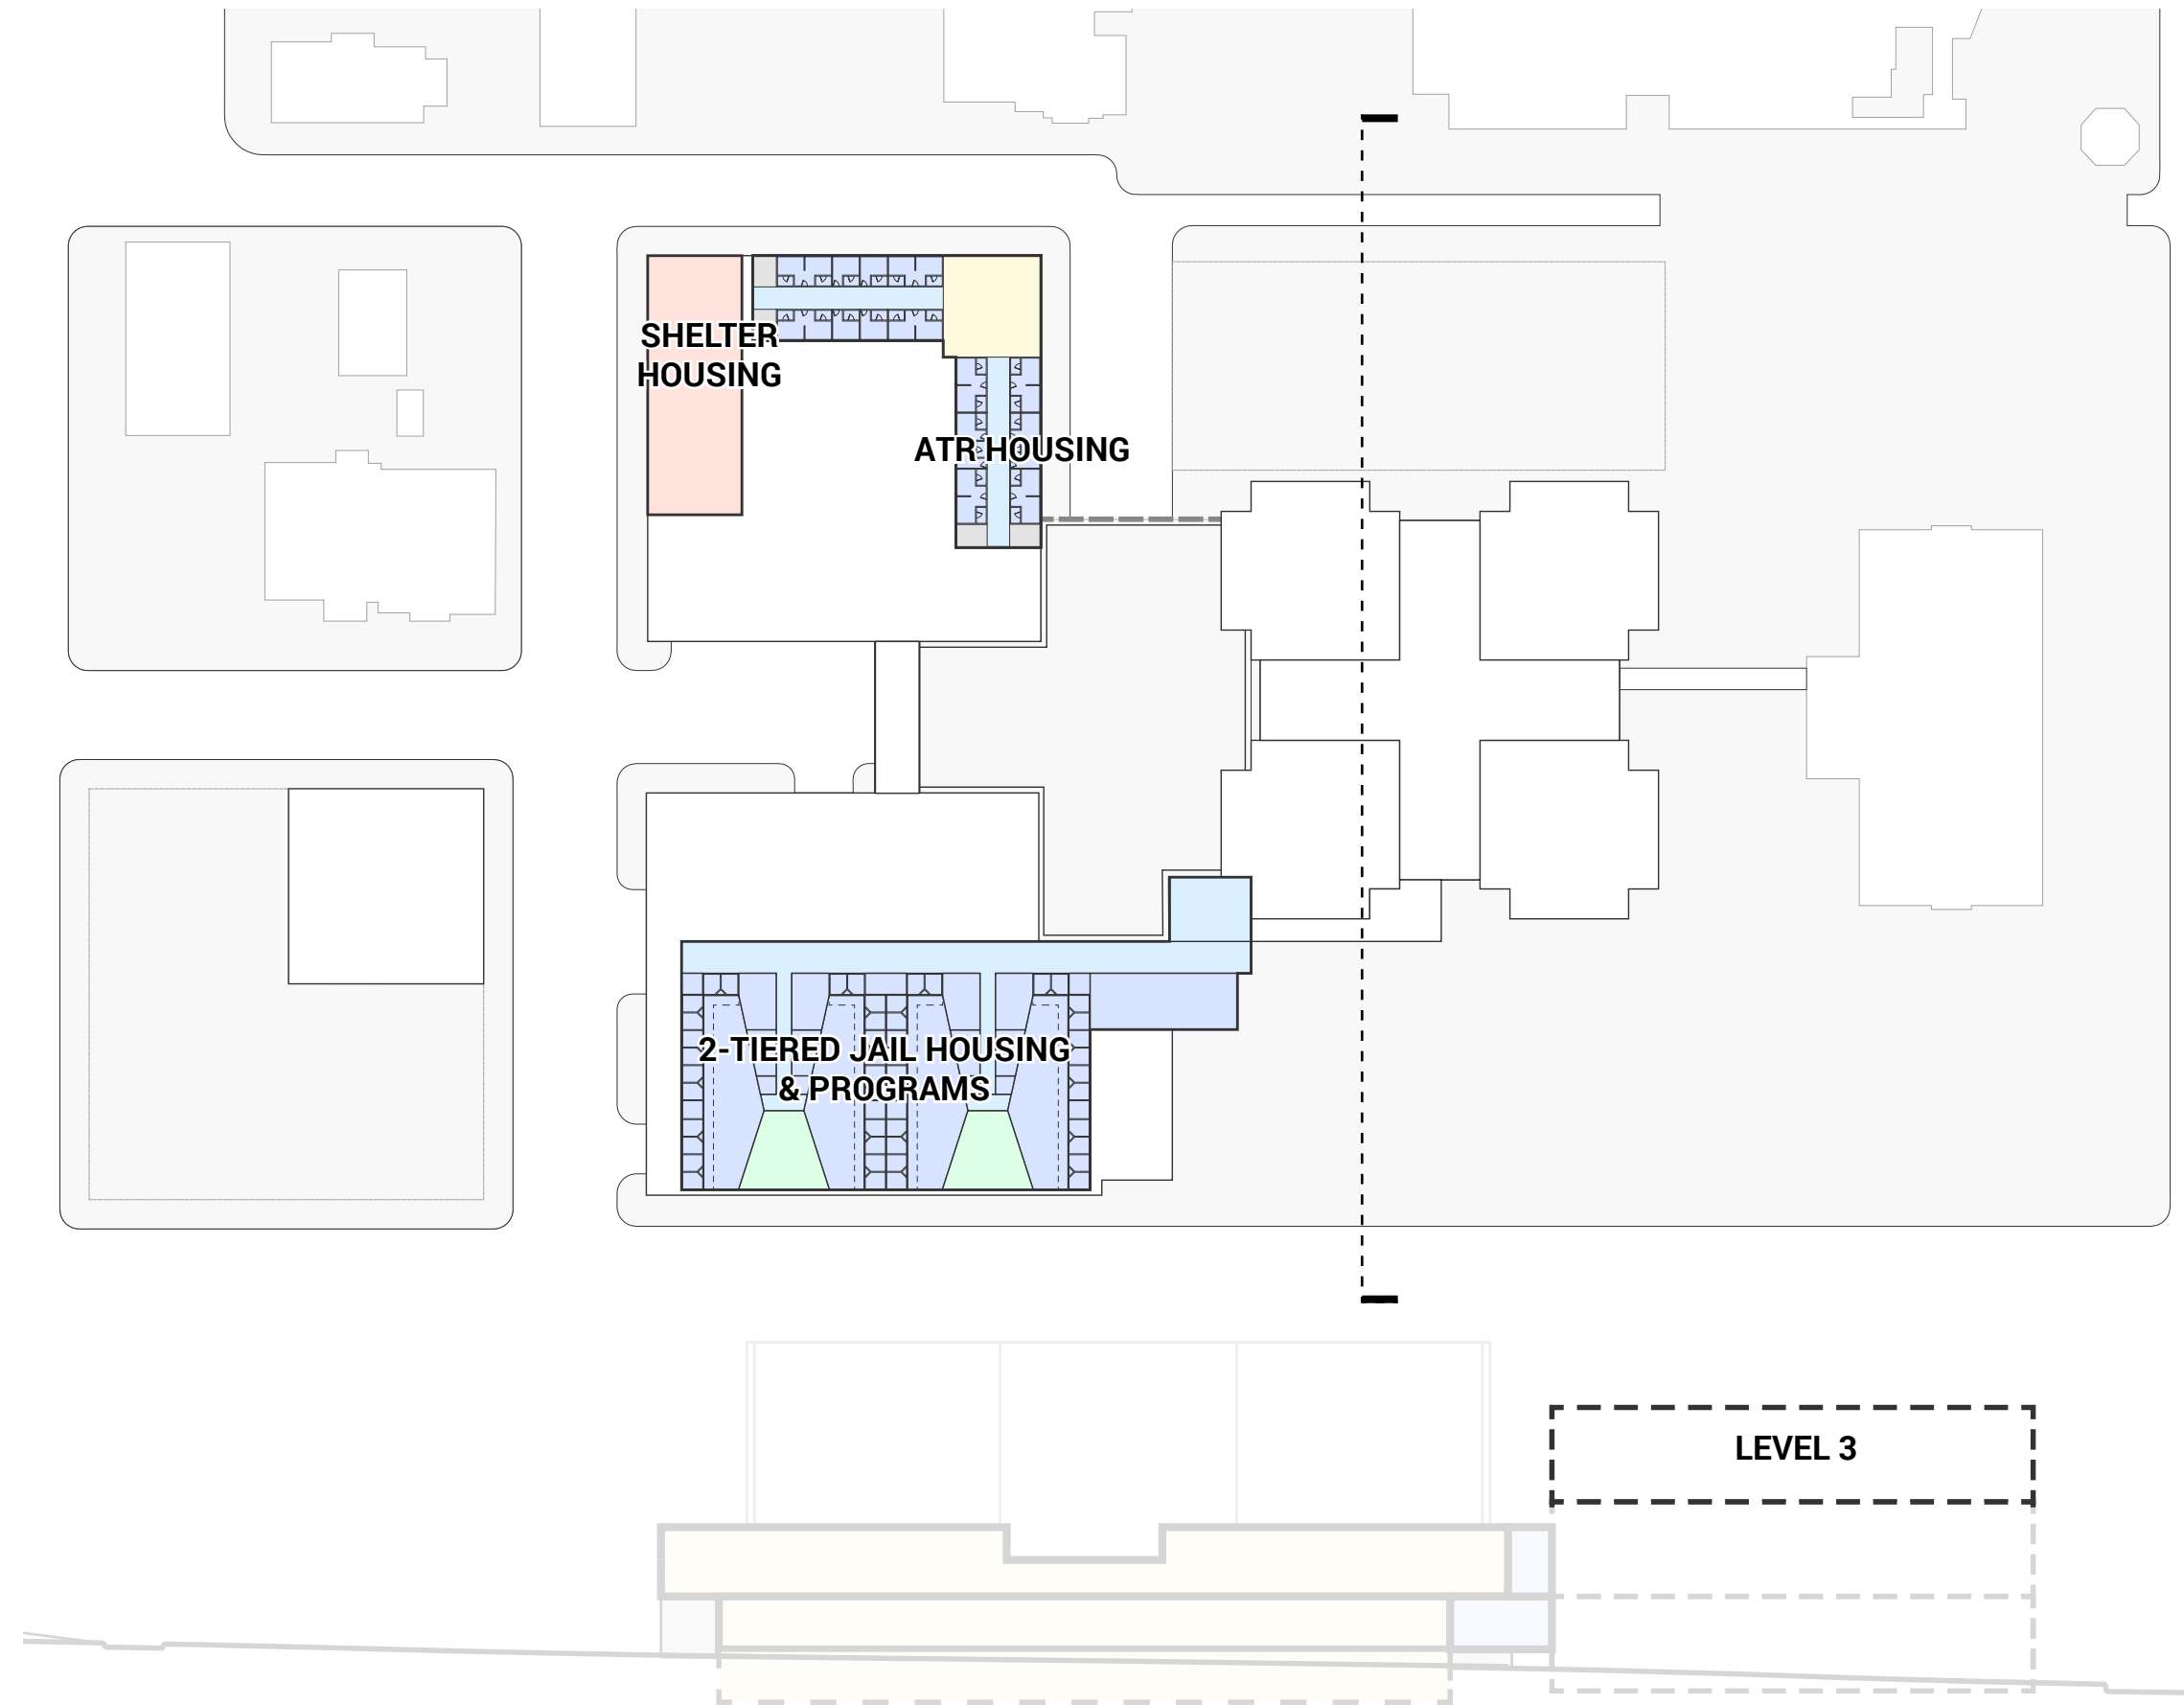 SHELTER
HOUSING
ATR HOUSING
2-TIERED JAIL HOUSING
& PROGRAMS
LEVEL 3